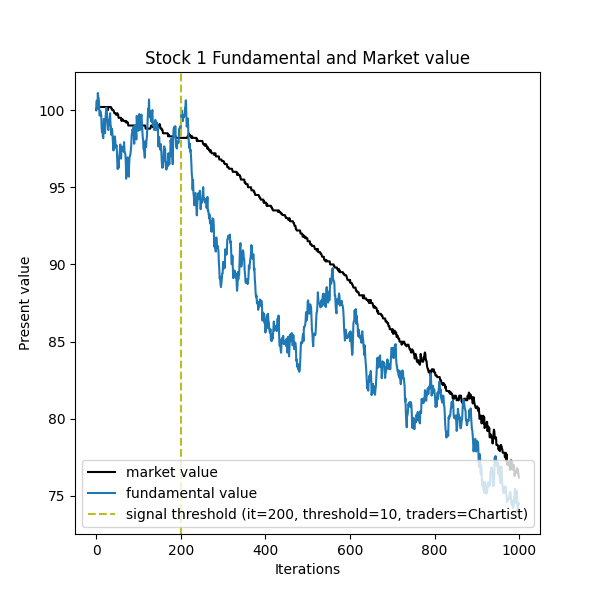 Stock 1 Fundamental and Market value
Present value
100
95
90
85
80
75
market value
fundamental value
signal threshold (it=200, threshold=10, traders=Chartist)
0
200
400
600
800
1000
Iterations